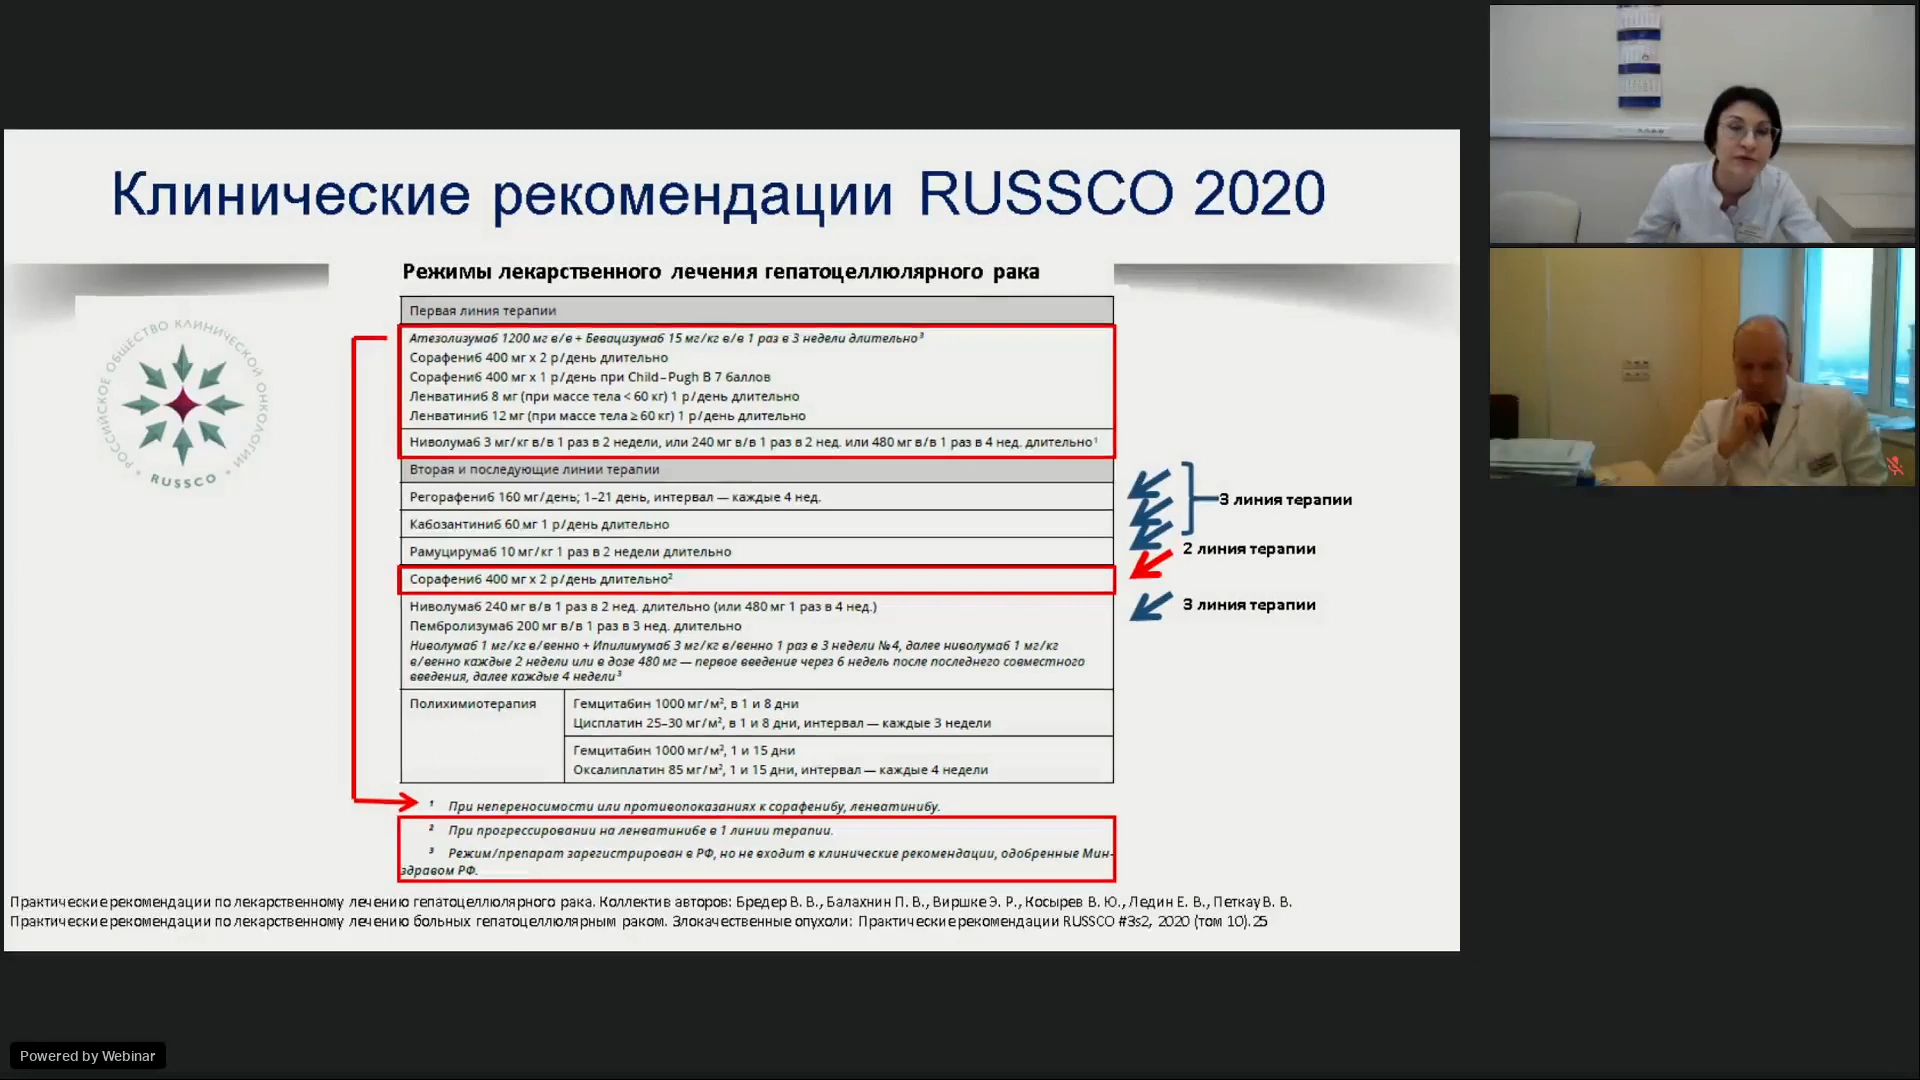 Клинические рекомендации RUSSCO 2020
Режимы лекарственного лечения гепатоцеллюлярного рака
РОССИЙСКОЕ ОБЩЕСТВО КЛИНИЧЕСКОЙ ОНКОЛОГИИ
• RUSSCO •
Первая линия терапии
Атезолизумаб 1200 мг в/в + Бевацизумаб 15 мг/кг в/в 1 раз в 3 недели длительно³
Сорафениб 400 мг х 2 р/день длительно
Сорафениб 400 мг х 1 р/день при Child–Pugh B 7 баллов
Ленватиниб 8 мг (при массе тела < 60 кг) 1 р/день длительно
Ленватиниб 12 мг (при массе тела ≥ 60 кг) 1 р/день длительно
Ниволумаб 3 мг/кг в/в 1 раз в 2 недели, или 240 мг в/в 1 раз в 2 нед. или 480 мг в/в 1 раз в 4 нед. длительно¹
Вторая и последующие линии терапии
Регорафениб 160 мг/день; 1–21 день, интервал — каждые 4 нед.
Кабозантиниб 60 мг 1 р/день длительно
Рамуцирумаб 10 мг/кг 1 раз в 2 недели длительно
Сорафениб 400 мг х 2 р/день длительно²
Ниволумаб 240 мг в/в 1 раз в 2 нед. длительно (или 480 мг 1 раз в 4 нед.)
Пембролизумаб 200 мг в/в 1 раз в 3 нед. длительно
Ниволумаб 1 мг/кг в/венно + Ипилимумаб 3 мг/кг в/венно 1 раз в 3 недели №4, далее ниволумаб 1 мг/кг
в/венно каждые 2 недели или в дозе 480 мг — первое введение через 6 недель после последнего совместного
введения, далее каждые 4 недели³
Полихимиотерапия
Гемцитабин 1000 мг/м², в 1 и 8 дни
Цисплатин 25–30 мг/м², в 1 и 8 дни, интервал — каждые 3 недели
Гемцитабин 1000 мг/м², 1 и 15 дни
Оксалиплатин 85 мг/м², 1 и 15 дни, интервал — каждые 4 недели
3 линия терапии
2 линия терапии
3 линия терапии
¹ При непереносимости или противопоказаниях к сорафенибу, ленватинибу.
² При прогрессировании на ленватинибе в 1 линии терапии.
³ Режим/препарат зарегистрирован в РФ, но не входит в клинические рекомендации, одобренные Мин-
здравом РФ.
Практические рекомендации по лекарственному лечению гепатоцеллюлярного рака. Коллектив авторов: Бредер В. В., Балахнин П. В., Виршке Э. Р., Косырев В. Ю., Ледин Е. В., Петкау В. В.
Практические рекомендации по лекарственному лечению больных гепатоцеллюлярным раком. Злокачественные опухоли: Практические рекомендации RUSSCO #3s2, 2020 (том 10).25
Powered by Webinar